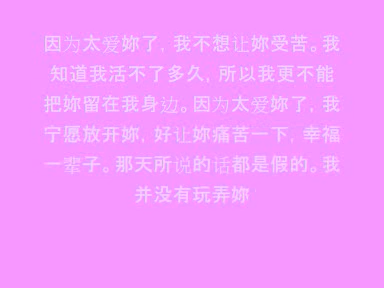 因为太爱妳了，我不想让妳受苦。我
知道我活不了多久，所以我更不能
把妳留在我身边。因为太爱妳了，我
宁愿放开妳，好让妳痛苦一下，幸福
一辈子。那天所说的话都是假的。我
并没有玩弄妳